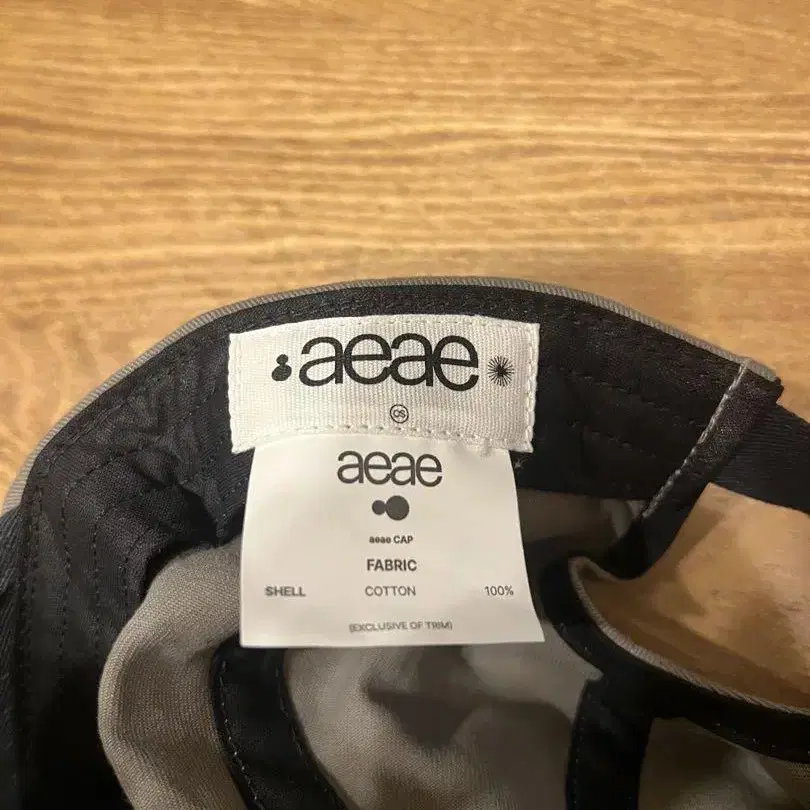 aeae
OS
aeae
aeae CAP
FABRIC
SHELL COTTON 100%
(EXCLUSIVE OF TRIM)